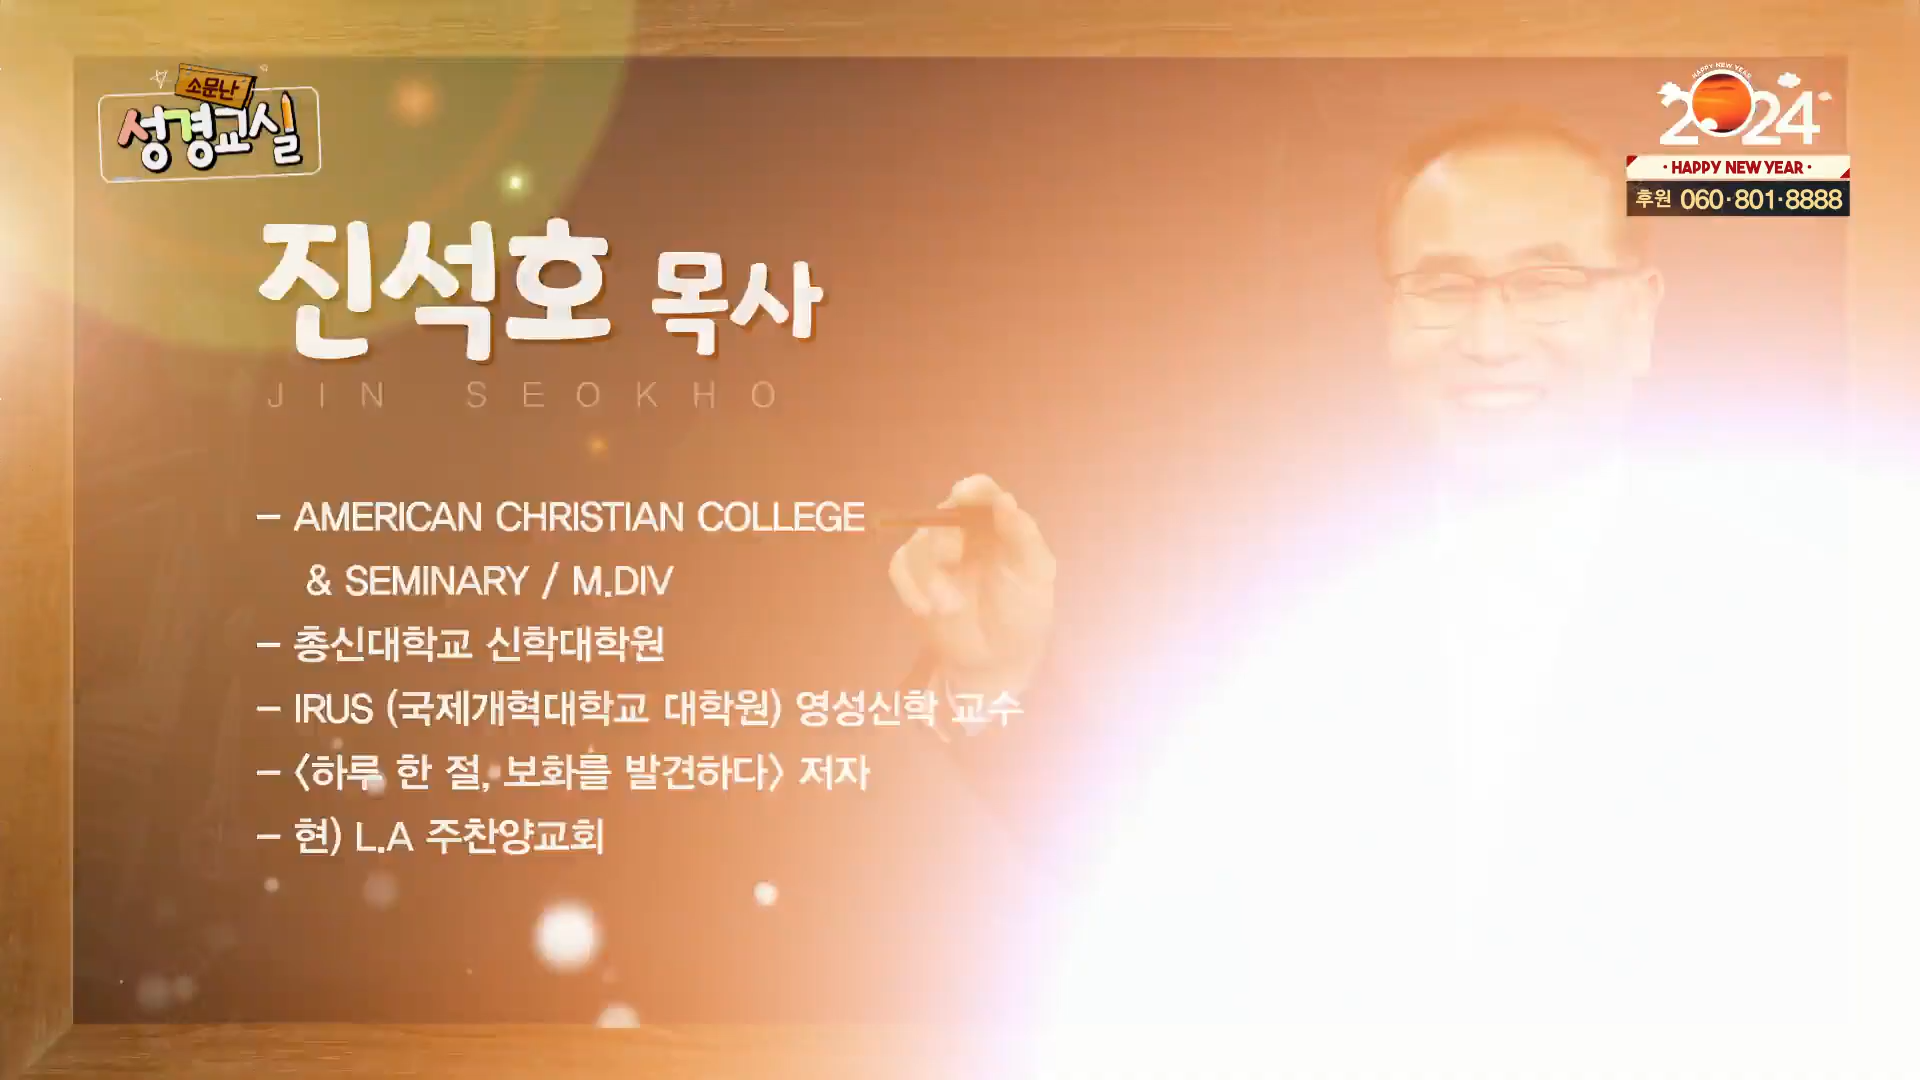 소문난
성경교실
HAPPY NEW YEAR
2024
· HAPPY NEW YEAR ·
후원 060·801·8888
진석호 목사
JIN SEOKHO
– AMERICAN CHRISTIAN COLLEGE
& SEMINARY / M.DIV
– 총신대학교 신학대학원
– IRUS (국제개혁대학교 대학원) 영성신학 교수
– 〈하루 한 절, 보화를 발견하다〉 저자
– 현) L.A 주찬양교회